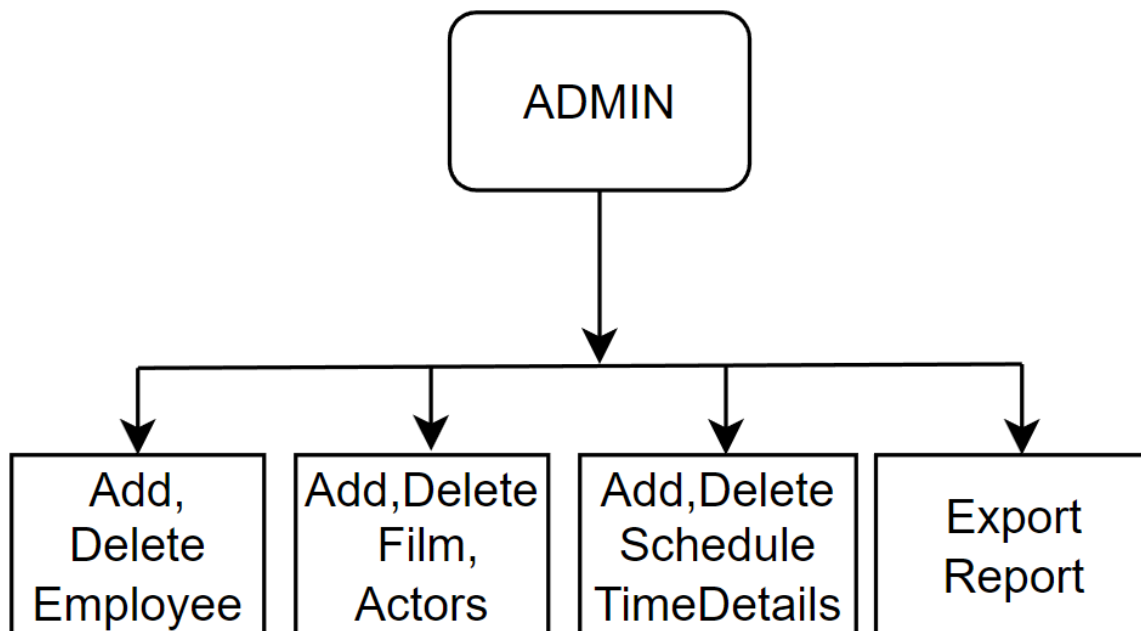 ADMIN
Add,
Delete
Employee
Add,Delete
Film,
Actors
Add,Delete
Schedule
TimeDetails
Export
Report